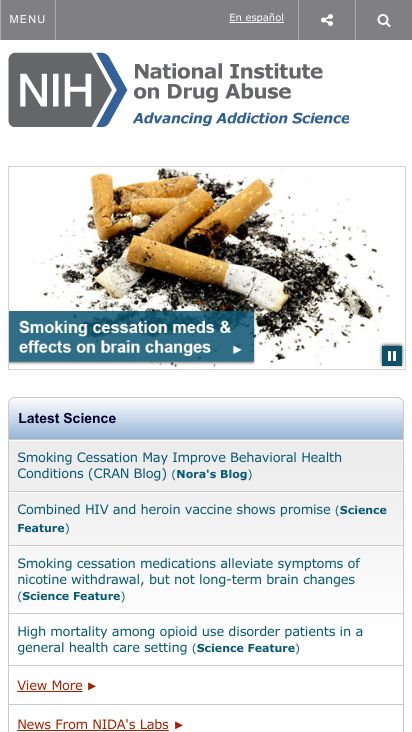 MENU
En español
NIH
National Institute
on Drug Abuse
Advancing Addiction Science
Smoking cessation meds &
effects on brain changes ►
Latest Science
Smoking Cessation May Improve Behavioral Health
Conditions (CRAN Blog) (Nora's Blog)
Combined HIV and heroin vaccine shows promise (Science
Feature)
Smoking cessation medications alleviate symptoms of
nicotine withdrawal, but not long-term brain changes
(Science Feature)
High mortality among opioid use disorder patients in a
general health care setting (Science Feature)
View More ►
News From NIDA's Labs ►